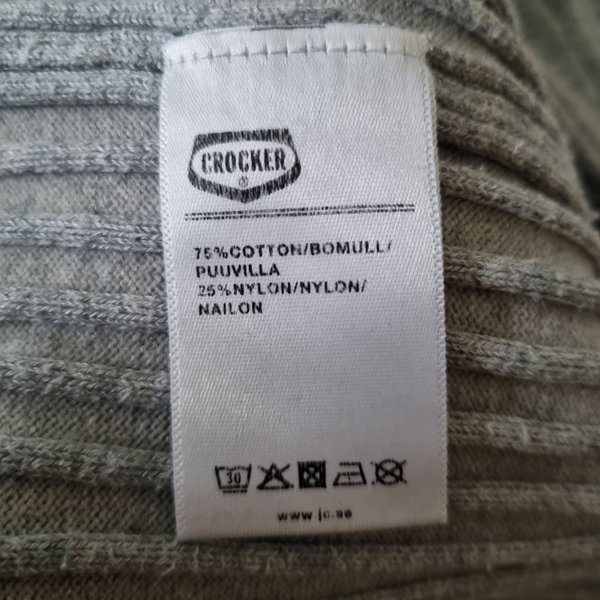 CROCKER
75%COTTON/BOMULL/
PUUVILLA
25%NYLON/NYLON/
NAILON
30
www.jc.se